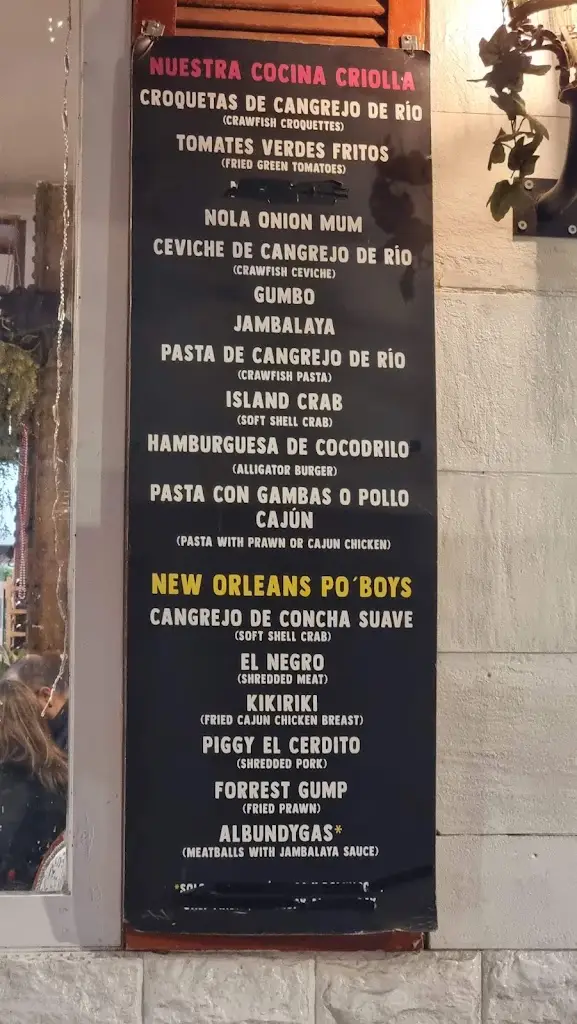 NUESTRA COCINA CRIOLLA
CROQUETAS DE CANGREJO DE RÍO
(CRAWFISH CROQUETTES)
TOMATES VERDES FRITOS
(FRIED GREEN TOMATOES)
NOLA ONION MUM
CEVICHE DE CANGREJO DE RÍO
(CRAWFISH CEVICHE)
GUMBO
JAMBALAYA
PASTA DE CANGREJO DE RÍO
(CRAWFISH PASTA)
ISLAND CRAB
(SOFT SHELL CRAB)
HAMBURGUESA DE COCODRILO
(ALLIGATOR BURGER)
PASTA CON GAMBAS O POLLO
CAJÚN
(PASTA WITH PRAWN OR CAJUN CHICKEN)
NEW ORLEANS PO´BOYS
CANGREJO DE CONCHA SUAVE
(SOFT SHELL CRAB)
EL NEGRO
(SHREDDED MEAT)
KIKIRIKI
(FRIED CAJUN CHICKEN BREAST)
PIGGY EL CERDITO
(SHREDDED PORK)
FORREST GUMP
(FRIED PRAWN)
ALBUNDYGAS*
(MEATBALLS WITH JAMBALAYA SAUCE)